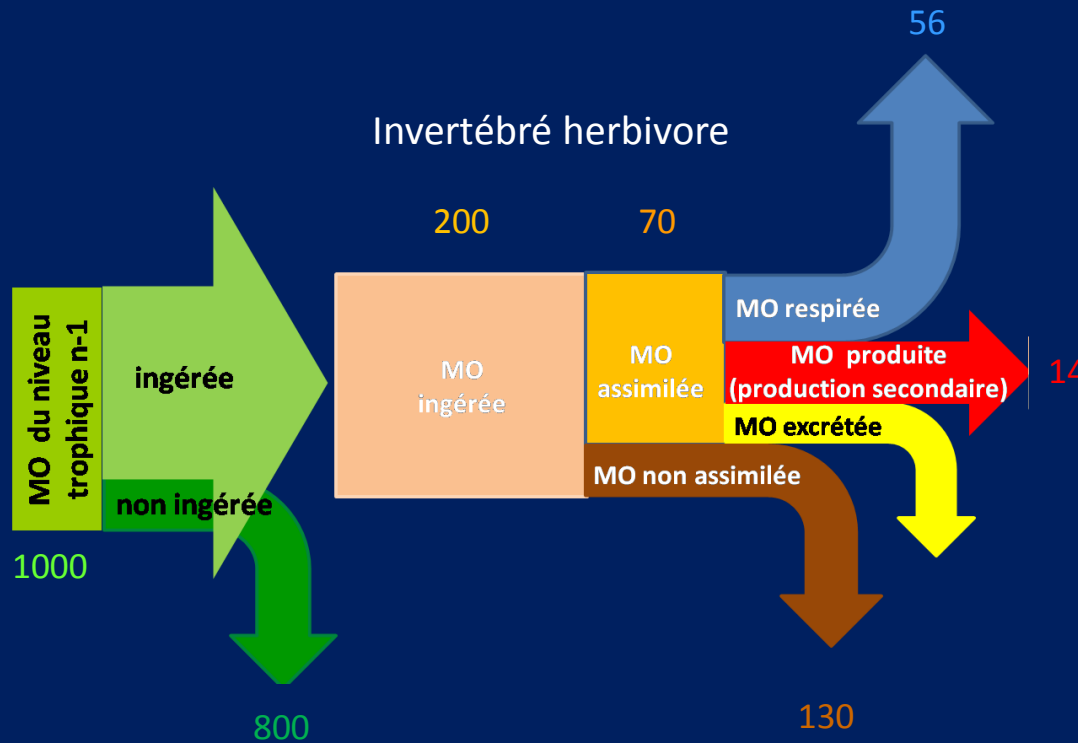 56
Invertébré herbivore
200
70
MO du niveau
trophique n-1
ingérée
non ingérée
MO
ingérée
MO
assimilée
MO respirée
MO produite
(production secondaire)
14
MO excrétée
MO non assimilée
1000
800
130